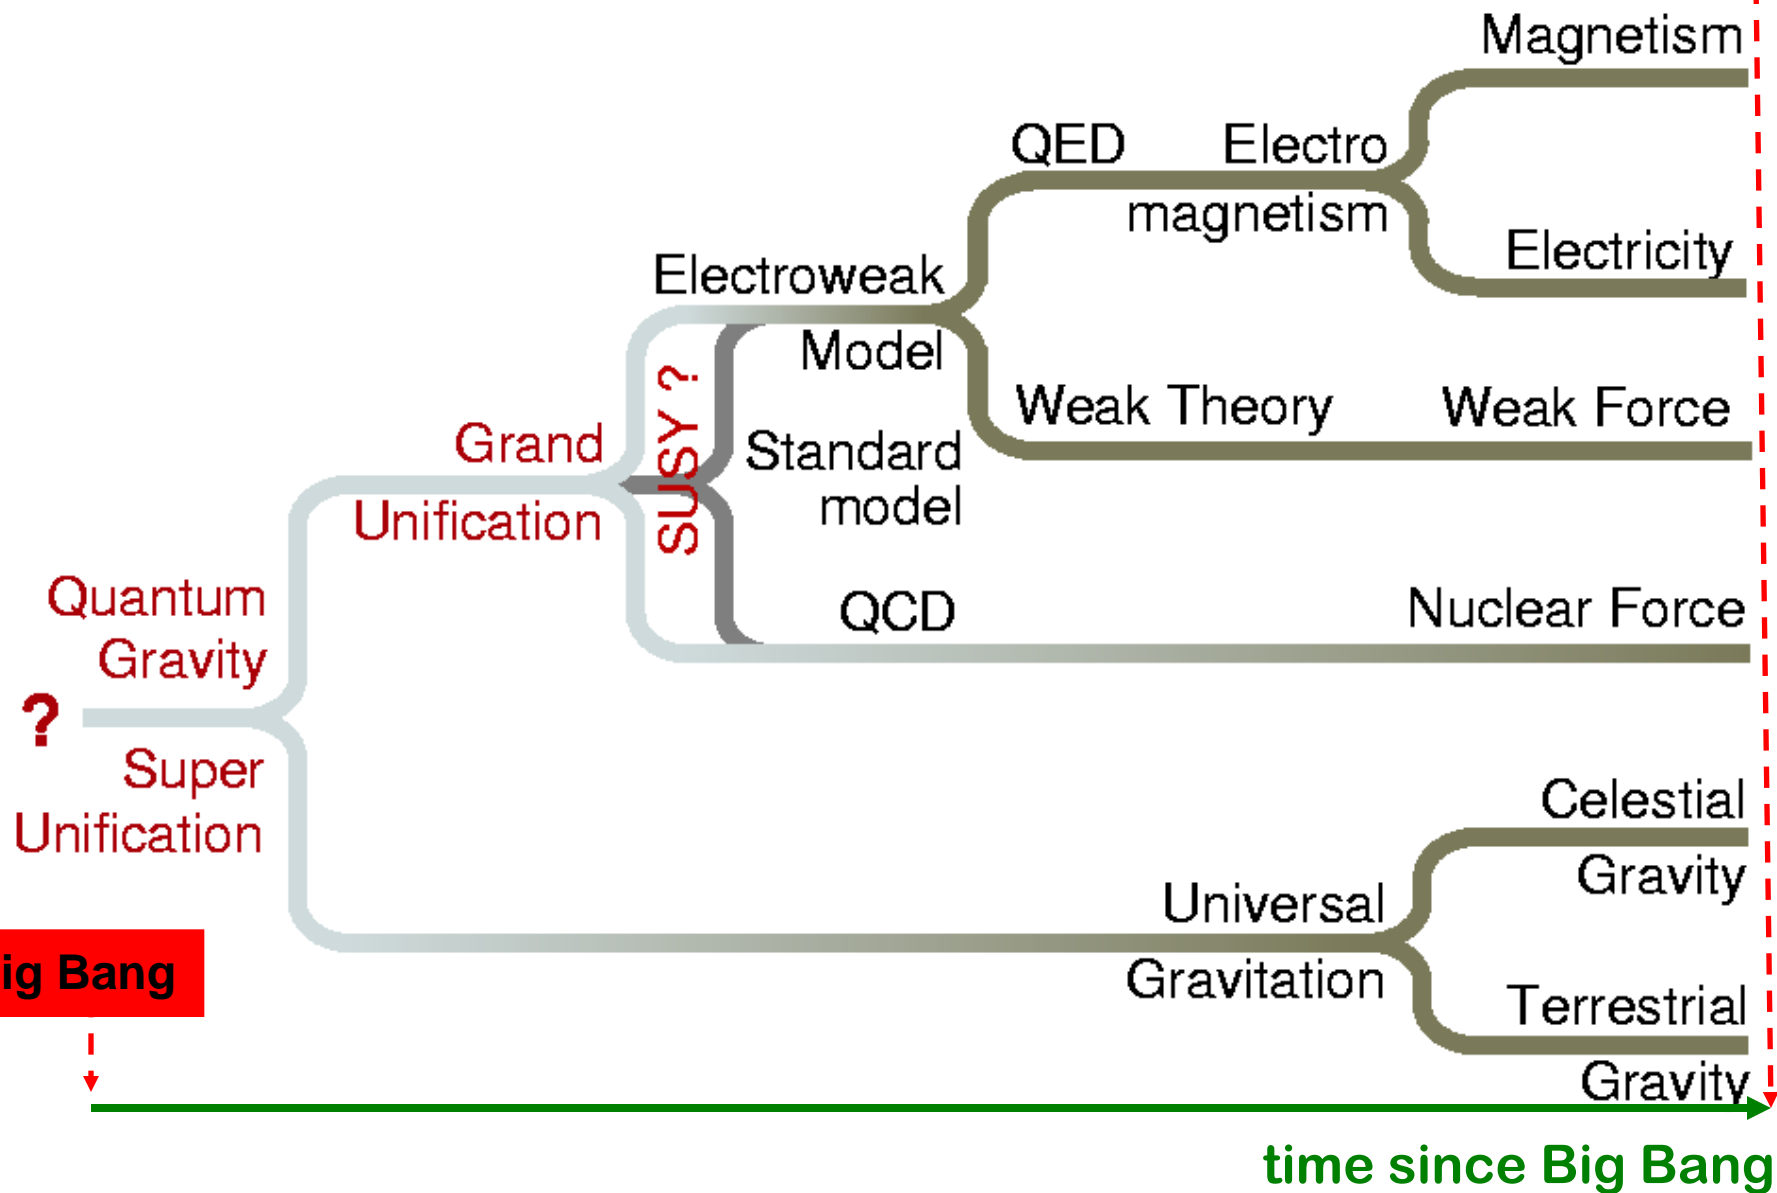 Magnetism
QED
Electro
magnetism
Electricity
Electroweak
Model
Weak Theory
Weak Force
Grand
Unification
SUSY ?
Standard
model
QCD
Nuclear Force
Quantum
Gravity
?
Super
Unification
Celestial
Gravity
Universal
Gravitation
Terrestrial
Gravity
ig Bang
time since Big Bang